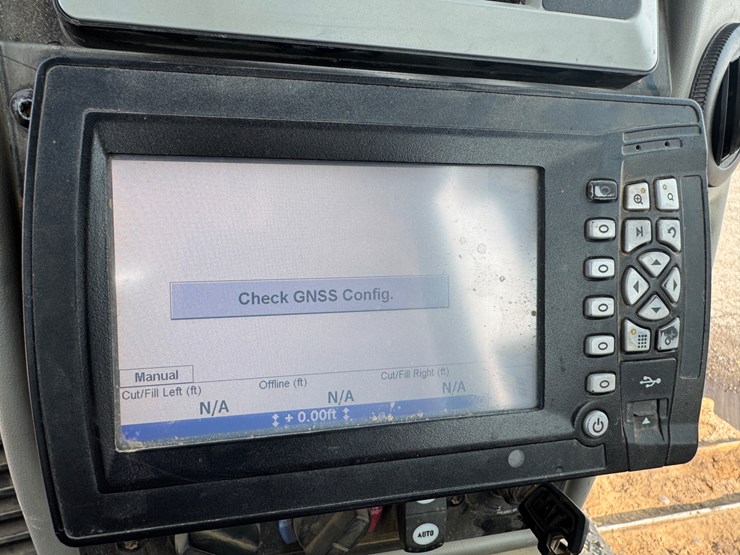 Check GNSS Config.
Manual
Cut/Fill Left (ft)
Offline (ft)
Cut/Fill Right (ft)
N/A
N/A
N/A
+ 0.00ft
AUTO